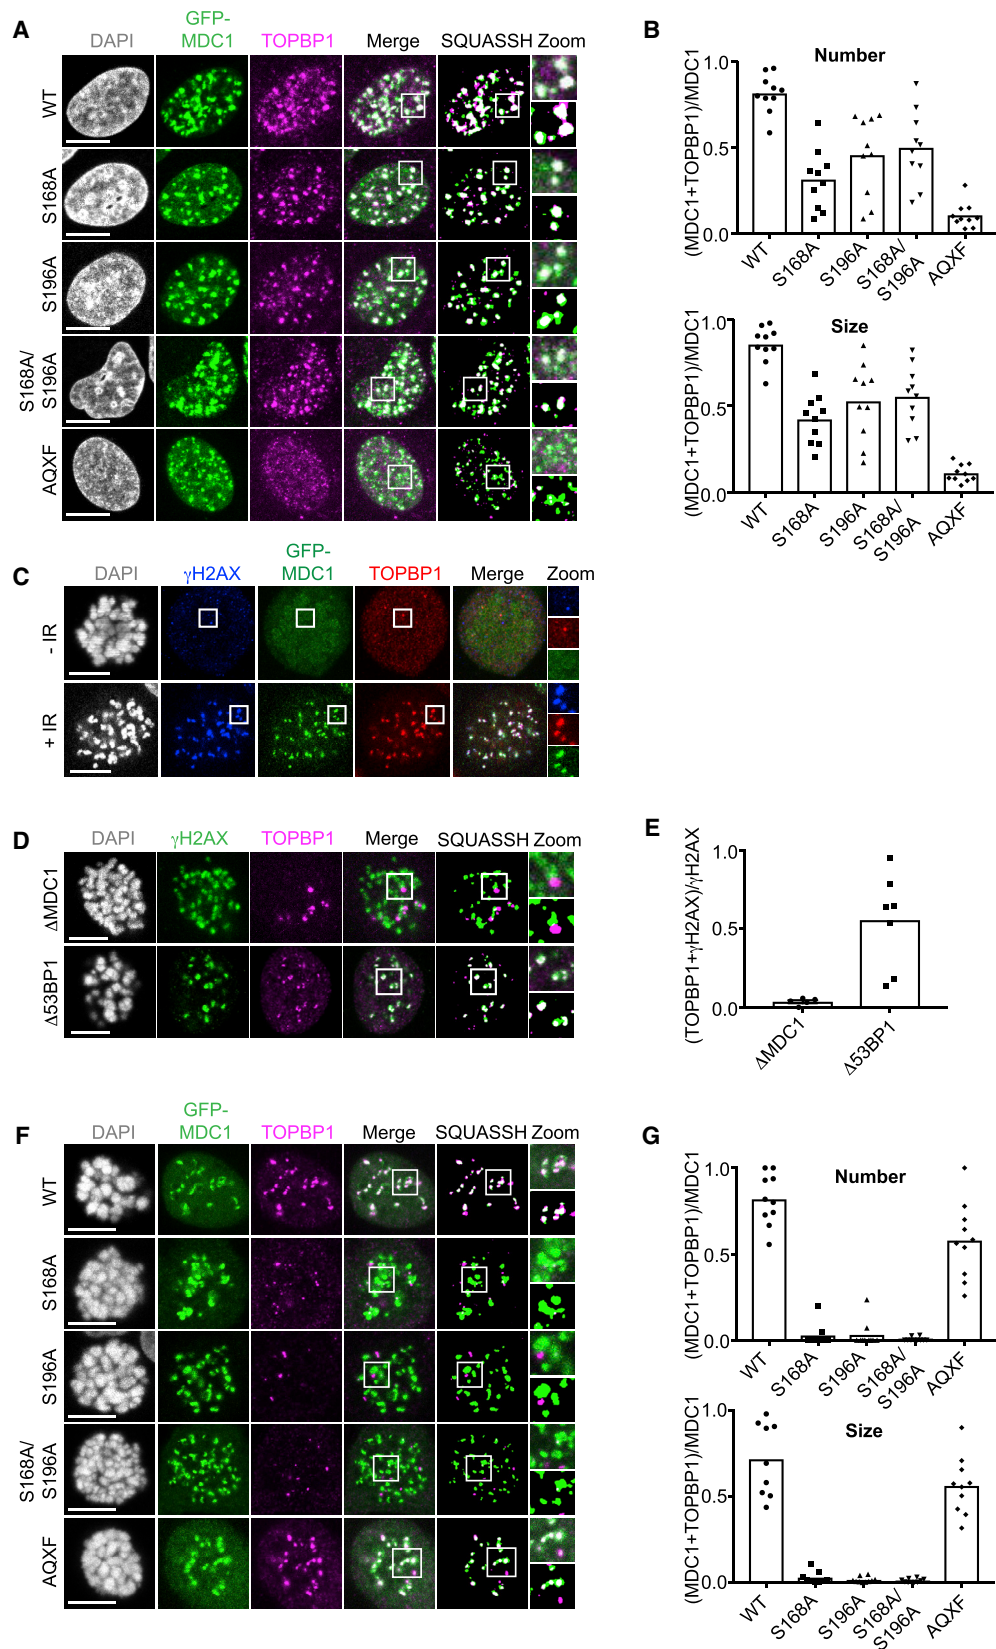 A
DAPI
GFP-
MDC1
TOPBP1
Merge
SQUASSH
Zoom
WT
S168A
S196A
S168A/
S196A
AQXF
B
Number
(MDC1+TOPBP1)/MDC1
1.0
0.5
0.0
WT
S168A
S196A
S168A/
S196A
AQXF
Size
(MDC1+TOPBP1)/MDC1
1.0
0.5
0.0
WT
S168A
S196A
S168A/
S196A
AQXF
C
DAPI
γH2AX
GFP-
MDC1
TOPBP1
Merge
Zoom
- IR
+ IR
D
DAPI
γH2AX
TOPBP1
Merge
SQUASSH
Zoom
ΔMDC1
Δ53BP1
E
(TOPBP1+γH2AX)/γH2AX
1.0
0.5
0.0
ΔMDC1
Δ53BP1
F
DAPI
GFP-
MDC1
TOPBP1
Merge
SQUASSH
Zoom
WT
S168A
S196A
S168A/
S196A
AQXF
G
Number
(MDC1+TOPBP1)/MDC1
1.0
0.5
0.0
WT
S168A
S196A
S168A/
S196A
AQXF
Size
(MDC1+TOPBP1)/MDC1
1.0
0.5
0.0
WT
S168A
S196A
S168A/
S196A
AQXF